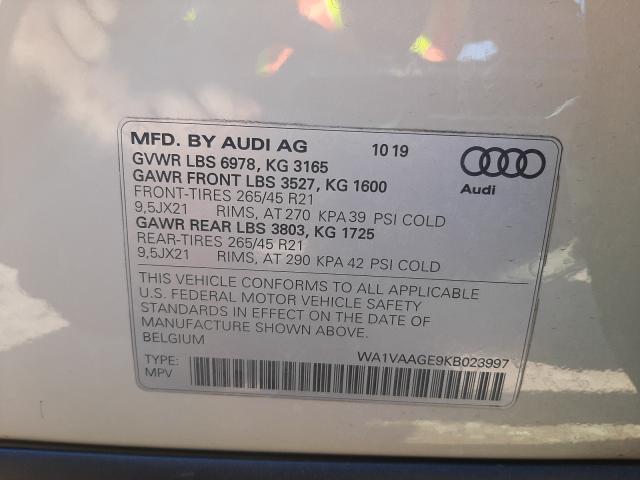 MFD. BY AUDI AG 10 19
GVWR LBS 6978, KG 3165
GAWR FRONT LBS 3527, KG 1600
FRONT-TIRES 265/45 R21
9,5JX21 RIMS, AT 270 KPA 39 PSI COLD
GAWR REAR LBS 3803, KG 1725
REAR-TIRES 265/45 R21
9,5JX21 RIMS, AT 290 KPA 42 PSI COLD
Audi
THIS VEHICLE CONFORMS TO ALL APPLICABLE
U.S. FEDERAL MOTOR VEHICLE SAFETY
STANDARDS IN EFFECT ON THE DATE OF
MANUFACTURE SHOWN ABOVE.
BELGIUM
WA1VAAGE9KB023997
TYPE:
MPV